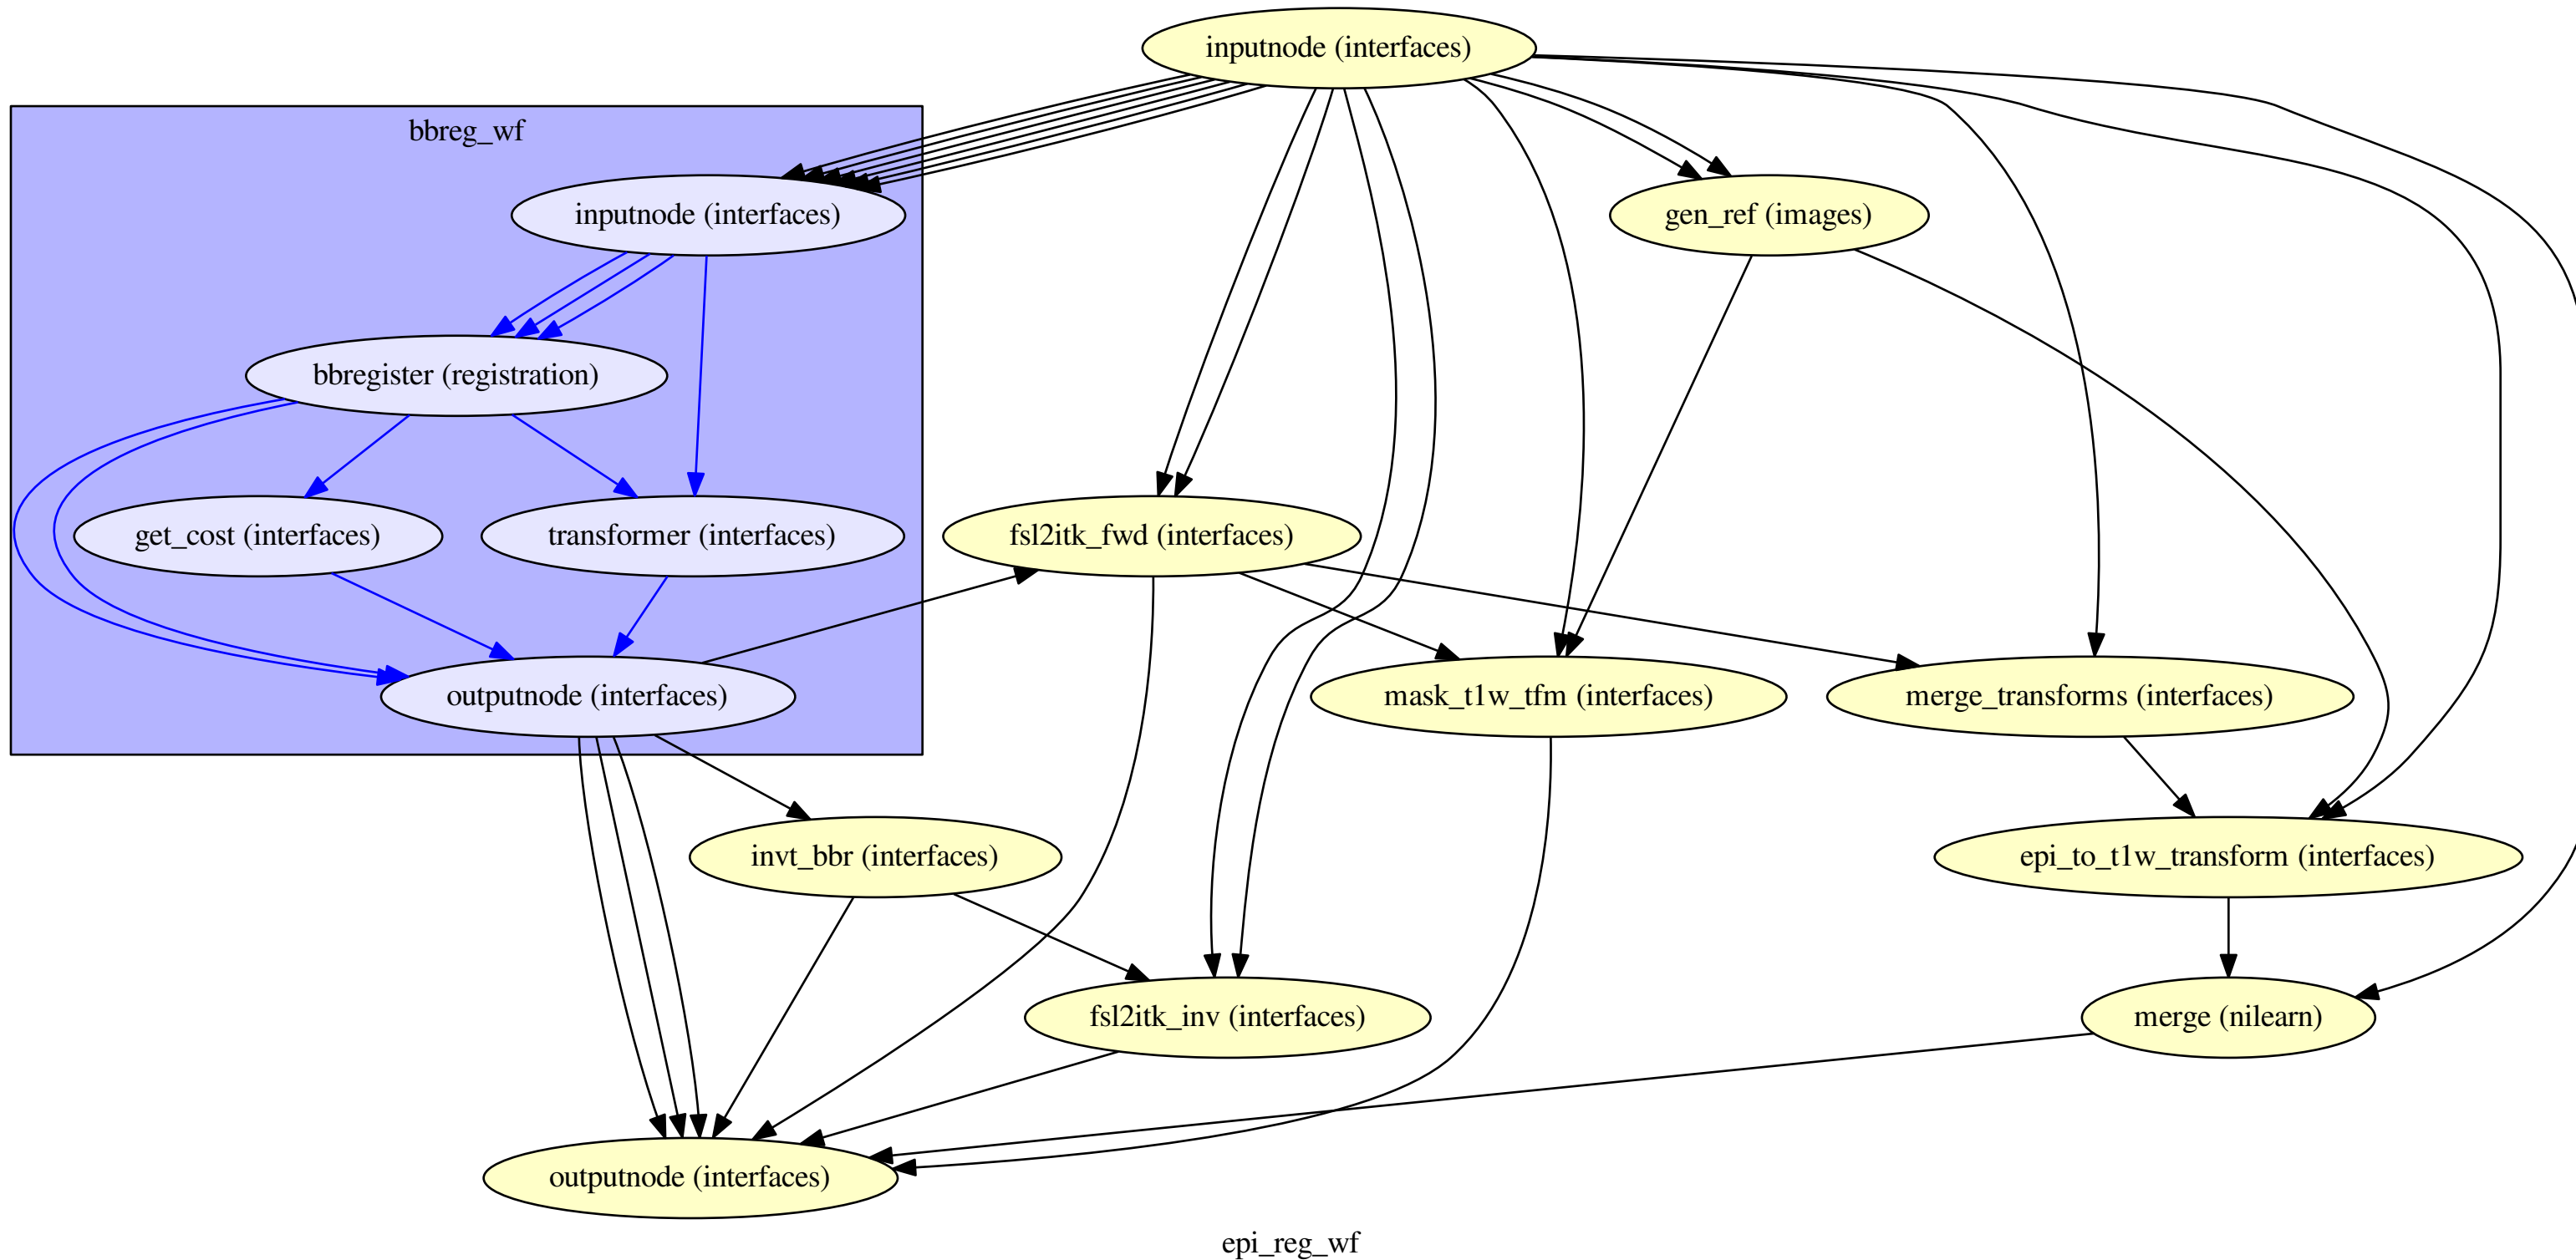 inputnode (interfaces)
bbreg_wf
inputnode (interfaces)
gen_ref (images)
bbregister (registration)
get_cost (interfaces)
transformer (interfaces)
fsl2itk_fwd (interfaces)
outputnode (interfaces)
mask_t1w_tfm (interfaces)
merge_transforms (interfaces)
invt_bbr (interfaces)
epi_to_t1w_transform (interfaces)
fsl2itk_inv (interfaces)
merge (nilearn)
outputnode (interfaces)
epi_reg_wf